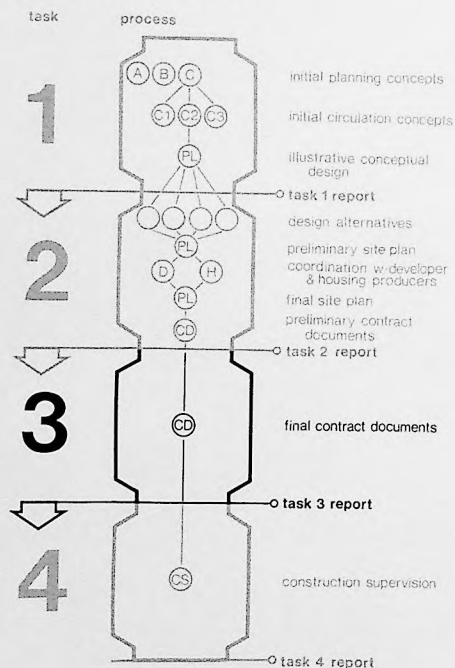 task process
1
A B C initial planning concepts
C1 C2 C3 initial circulation concepts
PL illustrative conceptual
design
task 1 report
2
design alternatives
PL preliminary site plan
D H coordination w-developer
& housing producers
PL final site plan
CD preliminary contract
documents
task 2 report
3
CD final contract documents
task 3 report
4
CS construction supervision
task 4 report